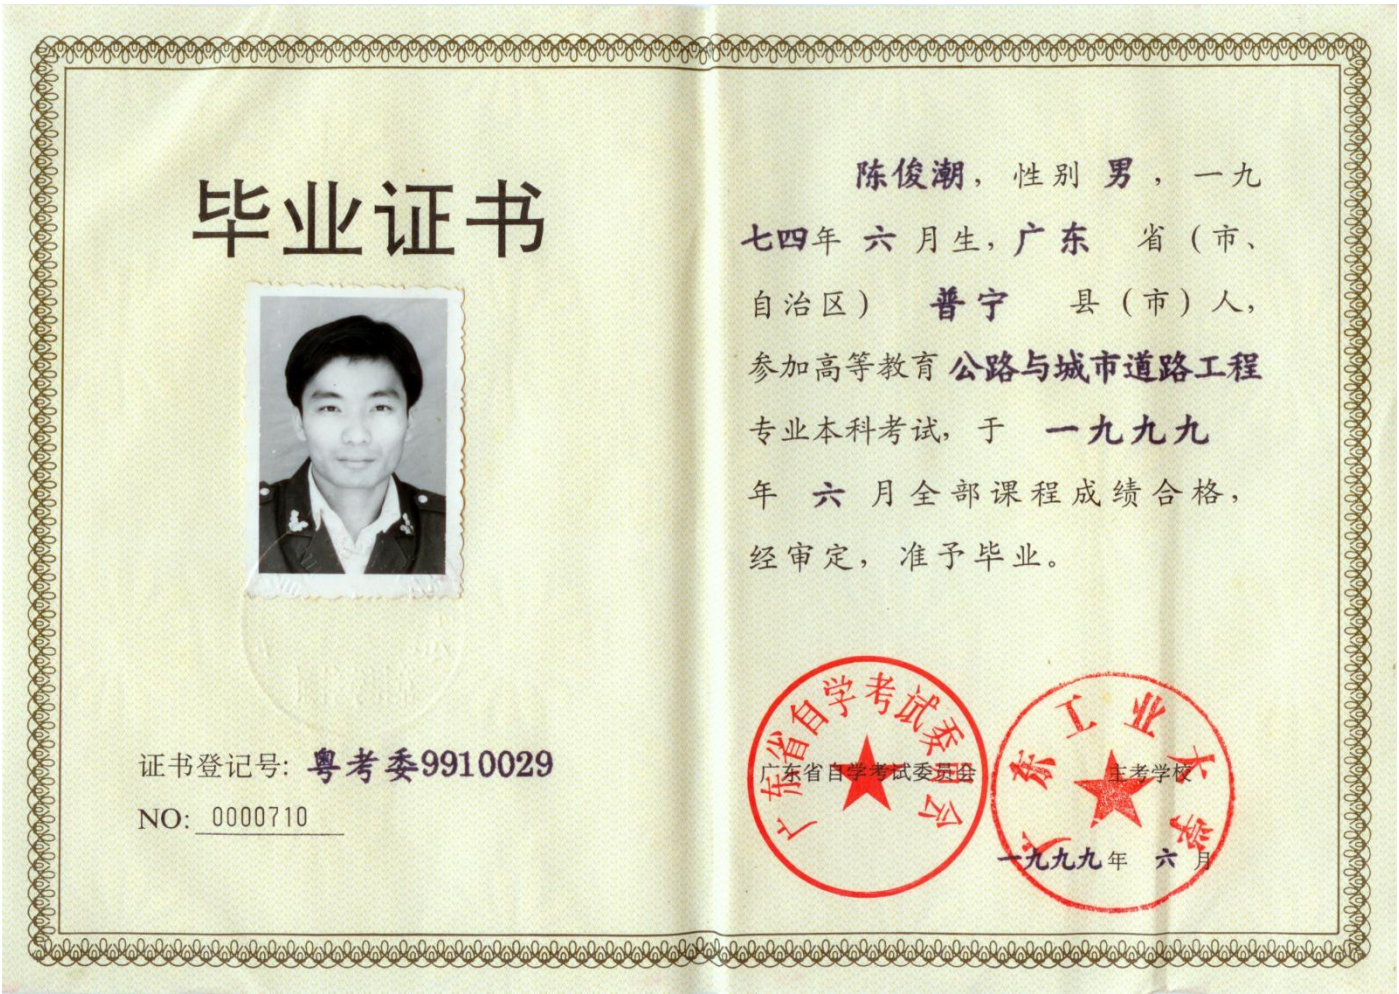 毕业证书
证书登记号: 粤考委9910029
NO: 0000710
陈俊潮，性别 男，一九
七四年 六 月生，广东 省（市、
自治区） 普宁 县（市）人，
参加高等教育 公路与城市道路工程
专业本科考试，于 一九九九
年 六 月全部课程成绩合格，
经审定，准予毕业。
广东省自学考试委员会
广东省自学考试委员会
广东工业大学
主考学校
一九九九年 六 月